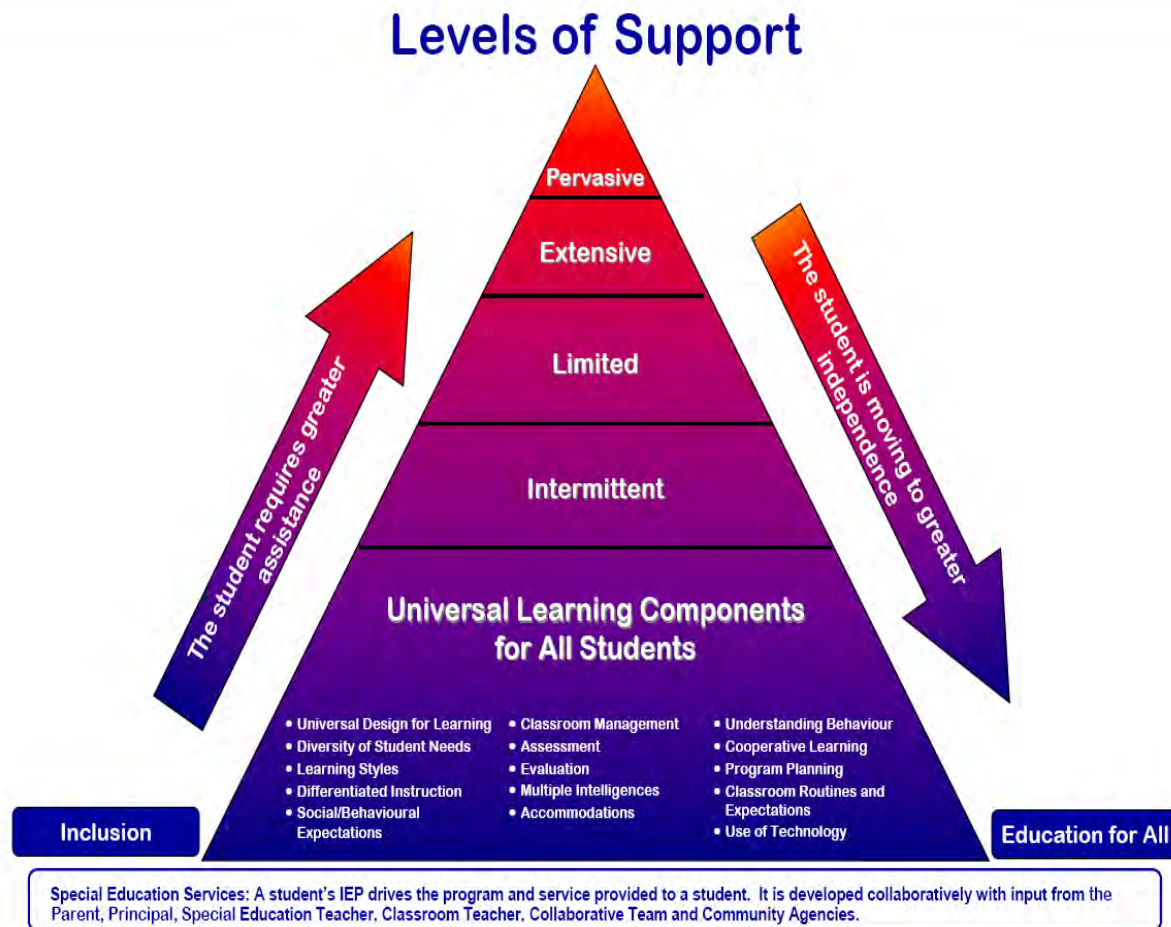 Levels of Support
Pervasive
Extensive
Limited
Intermittent
The student requires greater
assistance
The student is moving to greater
independence
Universal Learning Components
for All Students
• Universal Design for Learning
• Diversity of Student Needs
• Learning Styles
• Differentiated Instruction
• Social/Behavioural
Expectations
• Classroom Management
• Assessment
• Evaluation
• Multiple Intelligences
• Accommodations
• Understanding Behaviour
• Cooperative Learning
• Program Planning
• Classroom Routines and
Expectations
• Use of Technology
Inclusion
Education for All
Special Education Services: A student's IEP drives the program and service provided to a student.  It is developed collaboratively with input from the
Parent, Principal, Special Education Teacher, Classroom Teacher, Collaborative Team and Community Agencies.